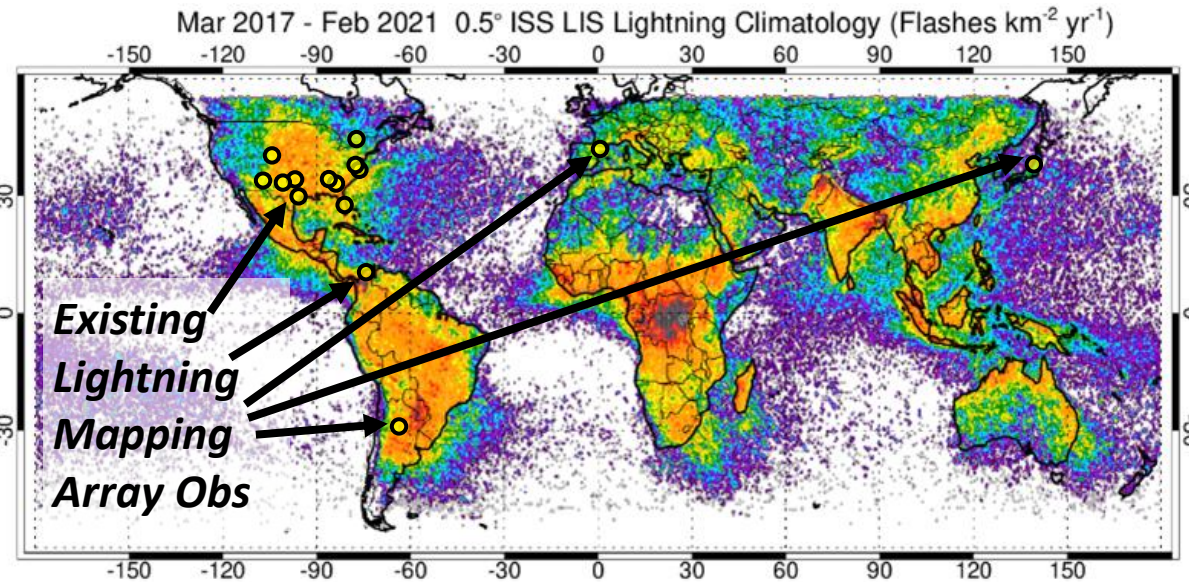 Mar 2017 - Feb 2021 0.5° ISS LIS Lightning Climatology (Flashes km⁻² yr⁻¹)
-150 -120 -90 -60 -30 0 30 60 90 120 150
30
0 0
Existing
Lightning
Mapping
Array Obs
30
-150 -120 -90 -60 -30 0 30 60 90 120 150